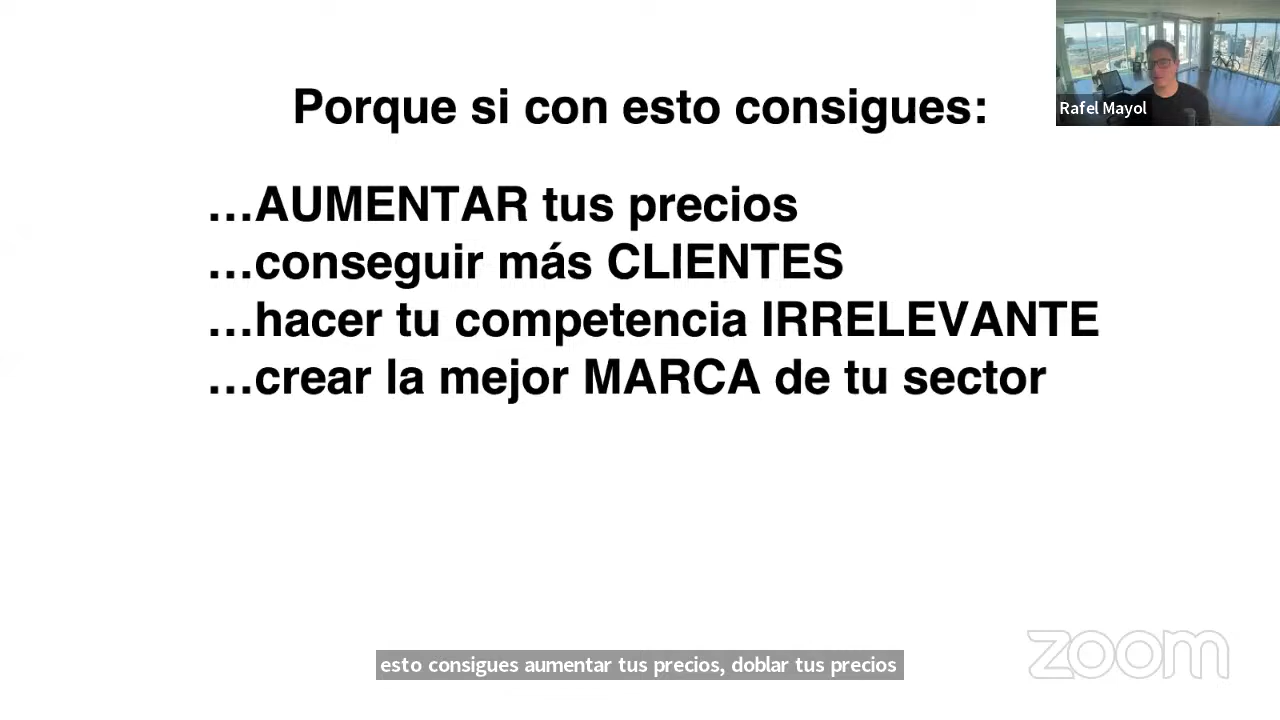 Porque si con esto consigues:
Rafel Mayol
...AUMENTAR tus precios
...conseguir más CLIENTES
...hacer tu competencia IRRELEVANTE
...crear la mejor MARCA de tu sector
esto consigues aumentar tus precios, doblar tus precios
zoom